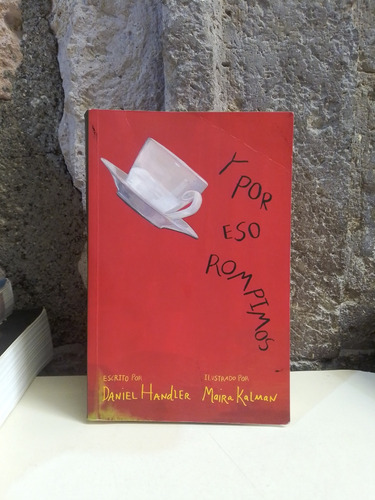 Y POR
ESO
ROMPIMOS
ESCRITO POR
DANIEL HANDLER
ILUSTRADO POR
Maira Kalman